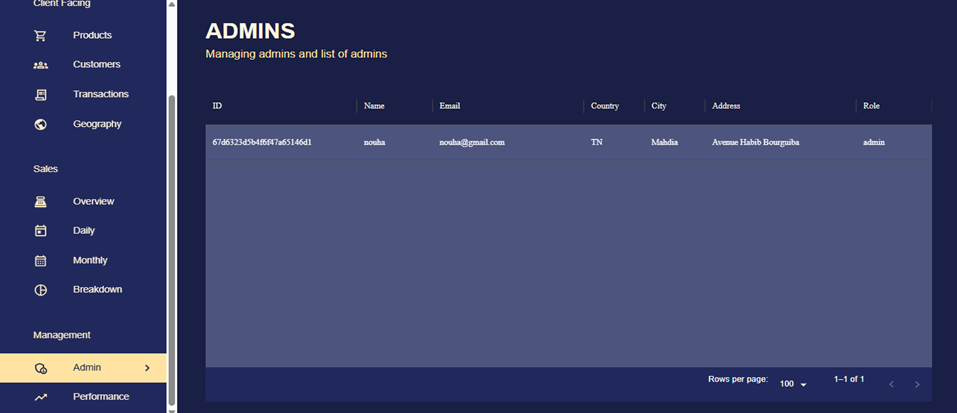 Client Facing
Products
Customers
Transactions
Geography
Sales
Overview
Daily
Monthly
Breakdown
Management
Admin
Performance
ADMINS
Managing admins and list of admins
ID Name Email Country City Address Role
67d6323d5b4f6f47a65146d1 nouha nouha@gmail.com TN Mahdia Avenue Habib Bourguiba admin
Rows per page: 100 1–1 of 1